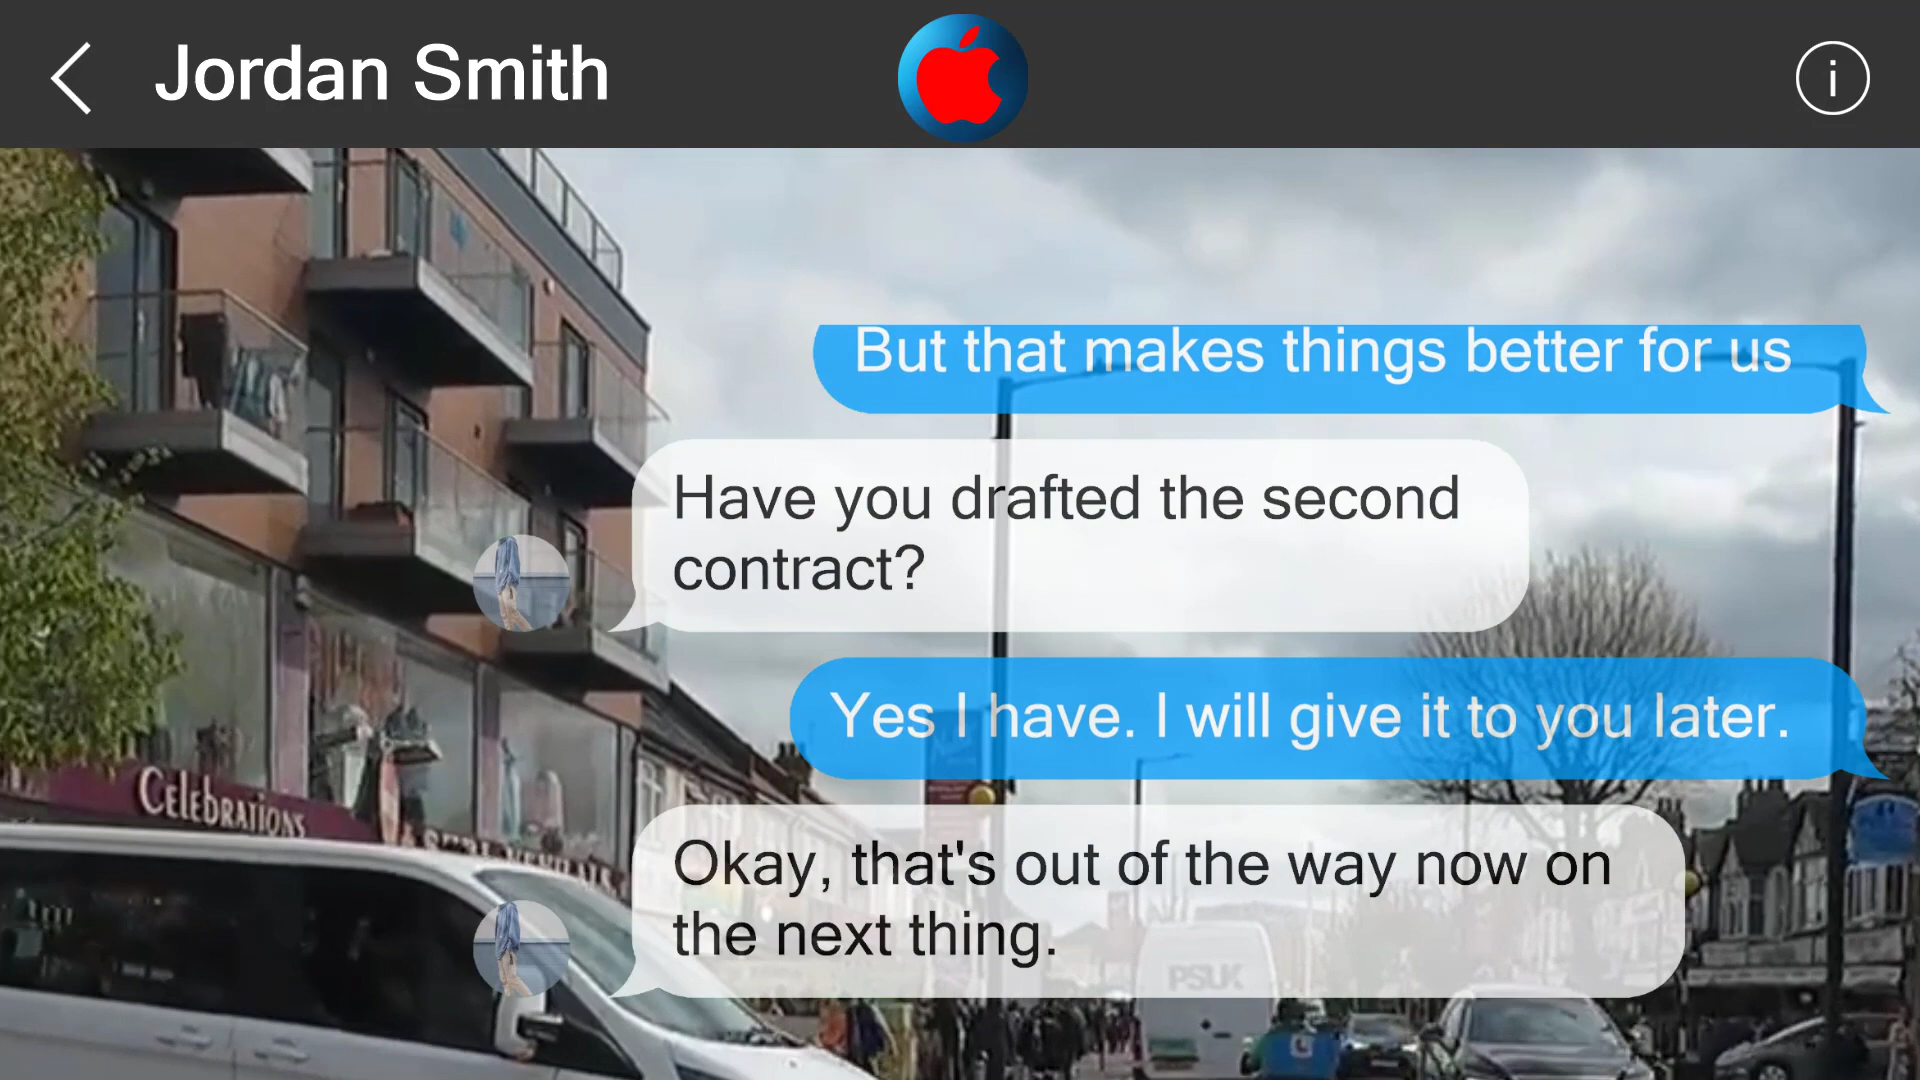 Jordan Smith
i
But that makes things better for us
Have you drafted the second
contract?
Yes I have. I will give it to you later.
Okay, that's out of the way now on
the next thing.
CELEBRATIONS
PSUK